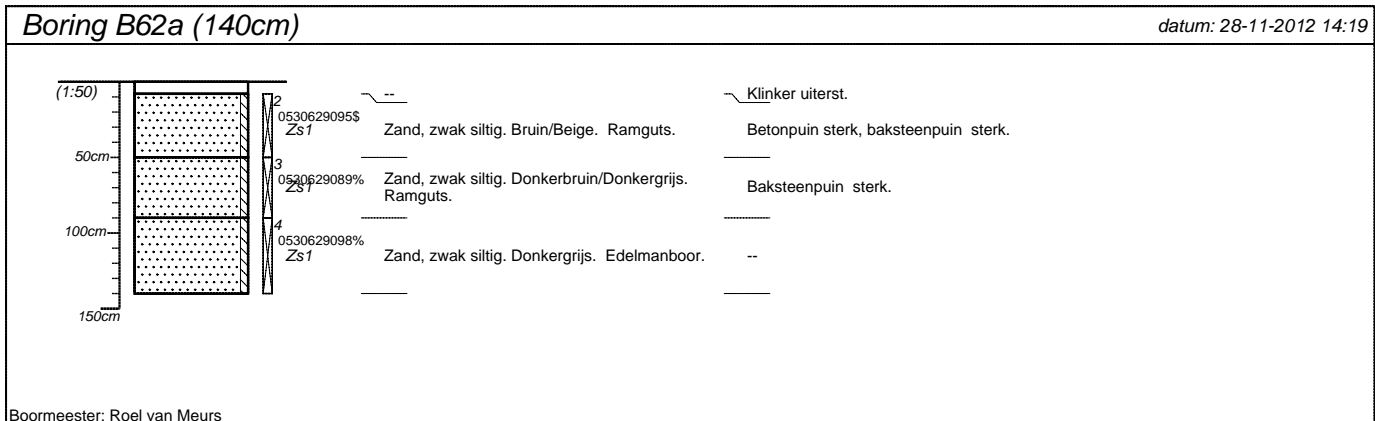 Boring B62a (140cm)
datum: 28-11-2012 14:19
(1:50)
2
--
Klinker uiterst.
0530629095$
Zs1
Zand, zwak siltig. Bruin/Beige. Ramguts.
Betonpuin sterk, baksteenpuin sterk.
50cm
3
0530629089%
Zs1
Zand, zwak siltig. Donkerbruin/Donkergrijs.
Ramguts.
Baksteenpuin sterk.
100cm
4
0530629098%
Zs1
Zand, zwak siltig. Donkergrijs. Edelmanboor.
--
150cm
Boormeester: Roel van Meurs